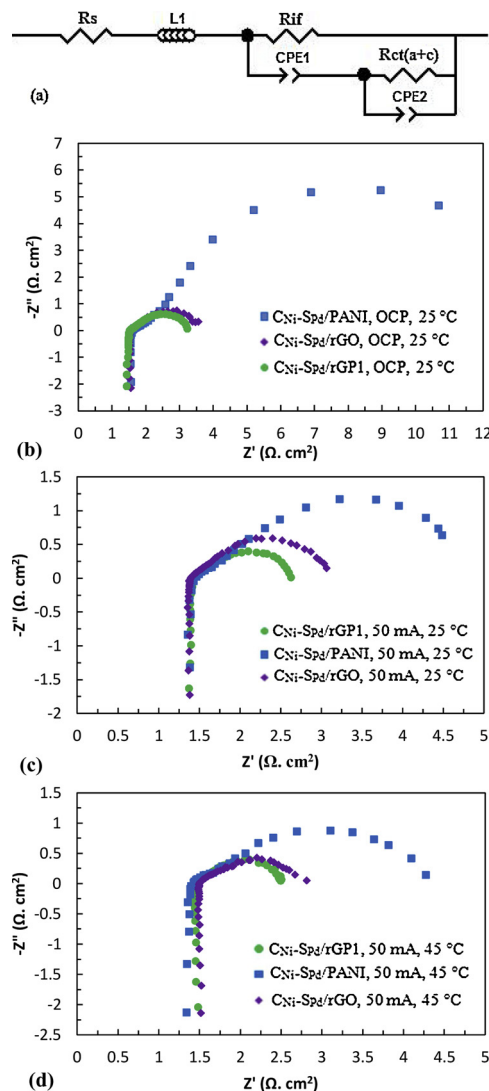 Rs
L1
Rif
CPE1
Rct(a+c)
CPE2
(a)
7
6
5
4
3
2
1
0
-1
-2
-3
-Z" (Ω. cm²)
CNi-SPd/PANI, OCP, 25 °C
CNi-SPd/rGO, OCP, 25 °C
CNi-SPd/rGP1, OCP, 25 °C
0 1 2 3 4 5 6 7 8 9 10 11 12
(b)
Z' (Ω. cm²)
1.5
1
0.5
0
-0.5
-1
-1.5
-2
-Z" (Ω. cm²)
CNi-SPd/rGP1, 50 mA, 25 °C
CNi-SPd/PANI, 50 mA, 25 °C
CNi-SPd/rGO, 50 mA, 25 °C
0 0.5 1 1.5 2 2.5 3 3.5 4 4.5 5
(c)
Z' (Ω. cm²)
1.5
1
0.5
0
-0.5
-1
-1.5
-2
-2.5
-Z" (Ω. cm²)
CNi-SPd/rGP1, 50 mA, 45 °C
CNi-SPd/PANI, 50 mA, 45 °C
CNi-SPd/rGO, 50 mA, 45 °C
0 0.5 1 1.5 2 2.5 3 3.5 4 4.5 5
(d)
Z' (Ω. cm²)